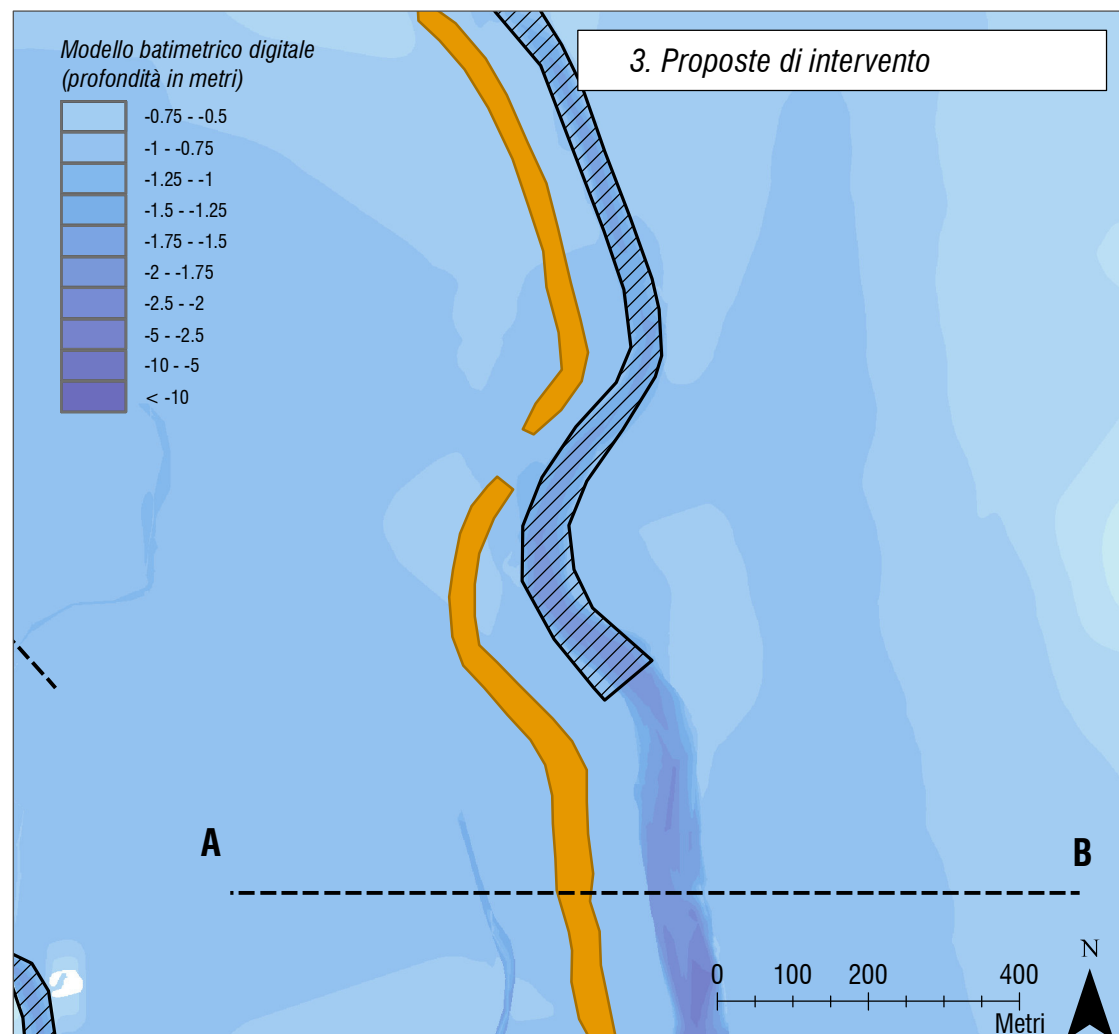 Modello batimetrico digitale
(profondità in metri)
-0.75 - -0.5
-1 - -0.75
-1.25 - -1
-1.5 - -1.25
-1.75 - -1.5
-2 - -1.75
-2.5 - -2
-5 - -2.5
-10 - -5
< -10
3. Proposte di intervento
A
B
0 100 200 400
Metri
N